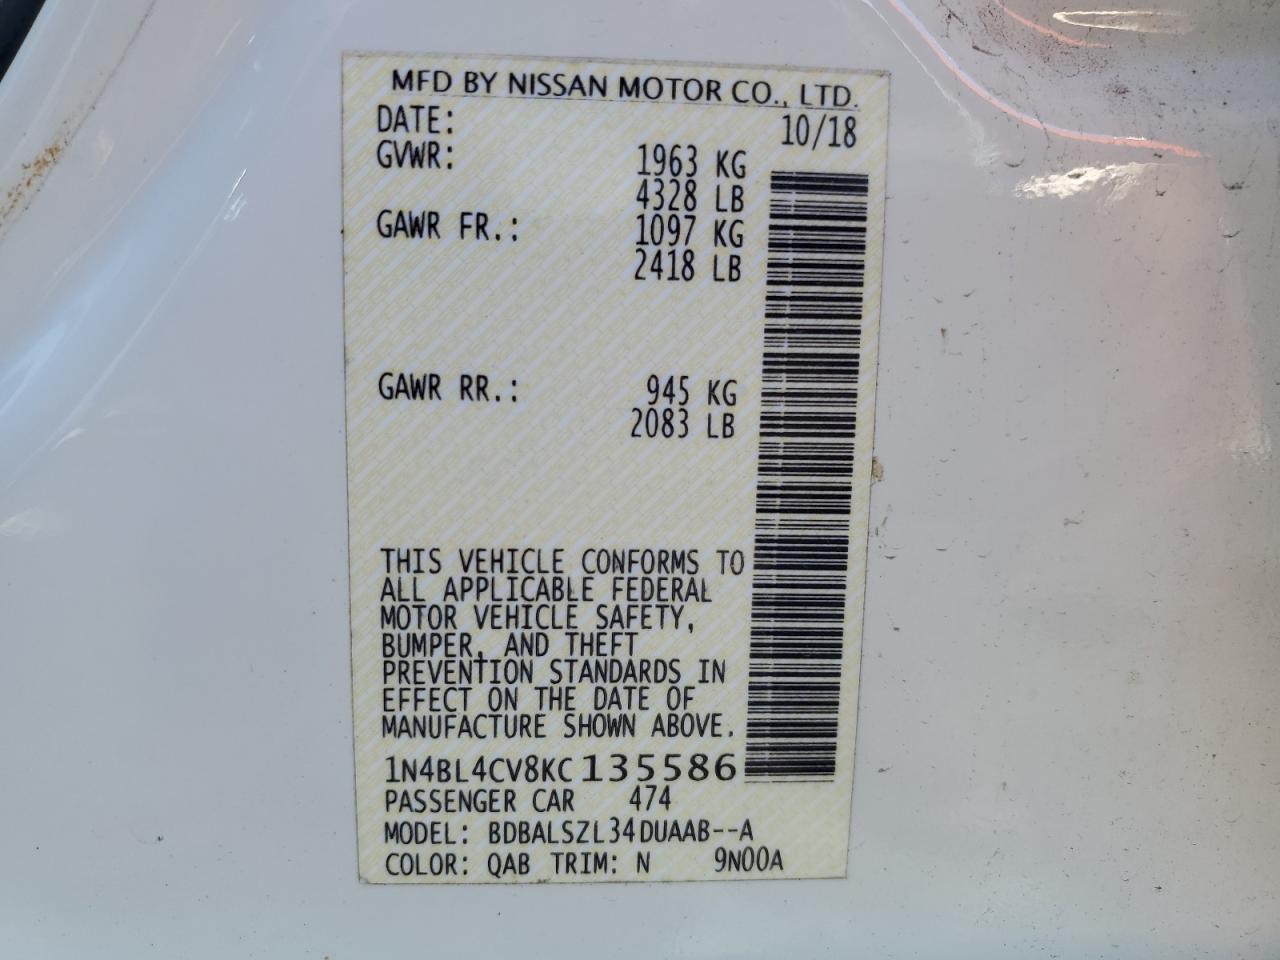 MFD BY NISSAN MOTOR CO., LTD.
DATE: 10/18
GVWR: 1963 KG
4328 LB
GAWR FR.: 1097 KG
2418 LB
GAWR RR.: 945 KG
2083 LB
THIS VEHICLE CONFORMS TO
ALL APPLICABLE FEDERAL
MOTOR VEHICLE SAFETY,
BUMPER, AND THEFT
PREVENTION STANDARDS IN
EFFECT ON THE DATE OF
MANUFACTURE SHOWN ABOVE.
1N4BL4CV8KC135586
PASSENGER CAR 474
MODEL: BDBALSZL34DUAAB--A
COLOR: QAB TRIM: N 9N00A